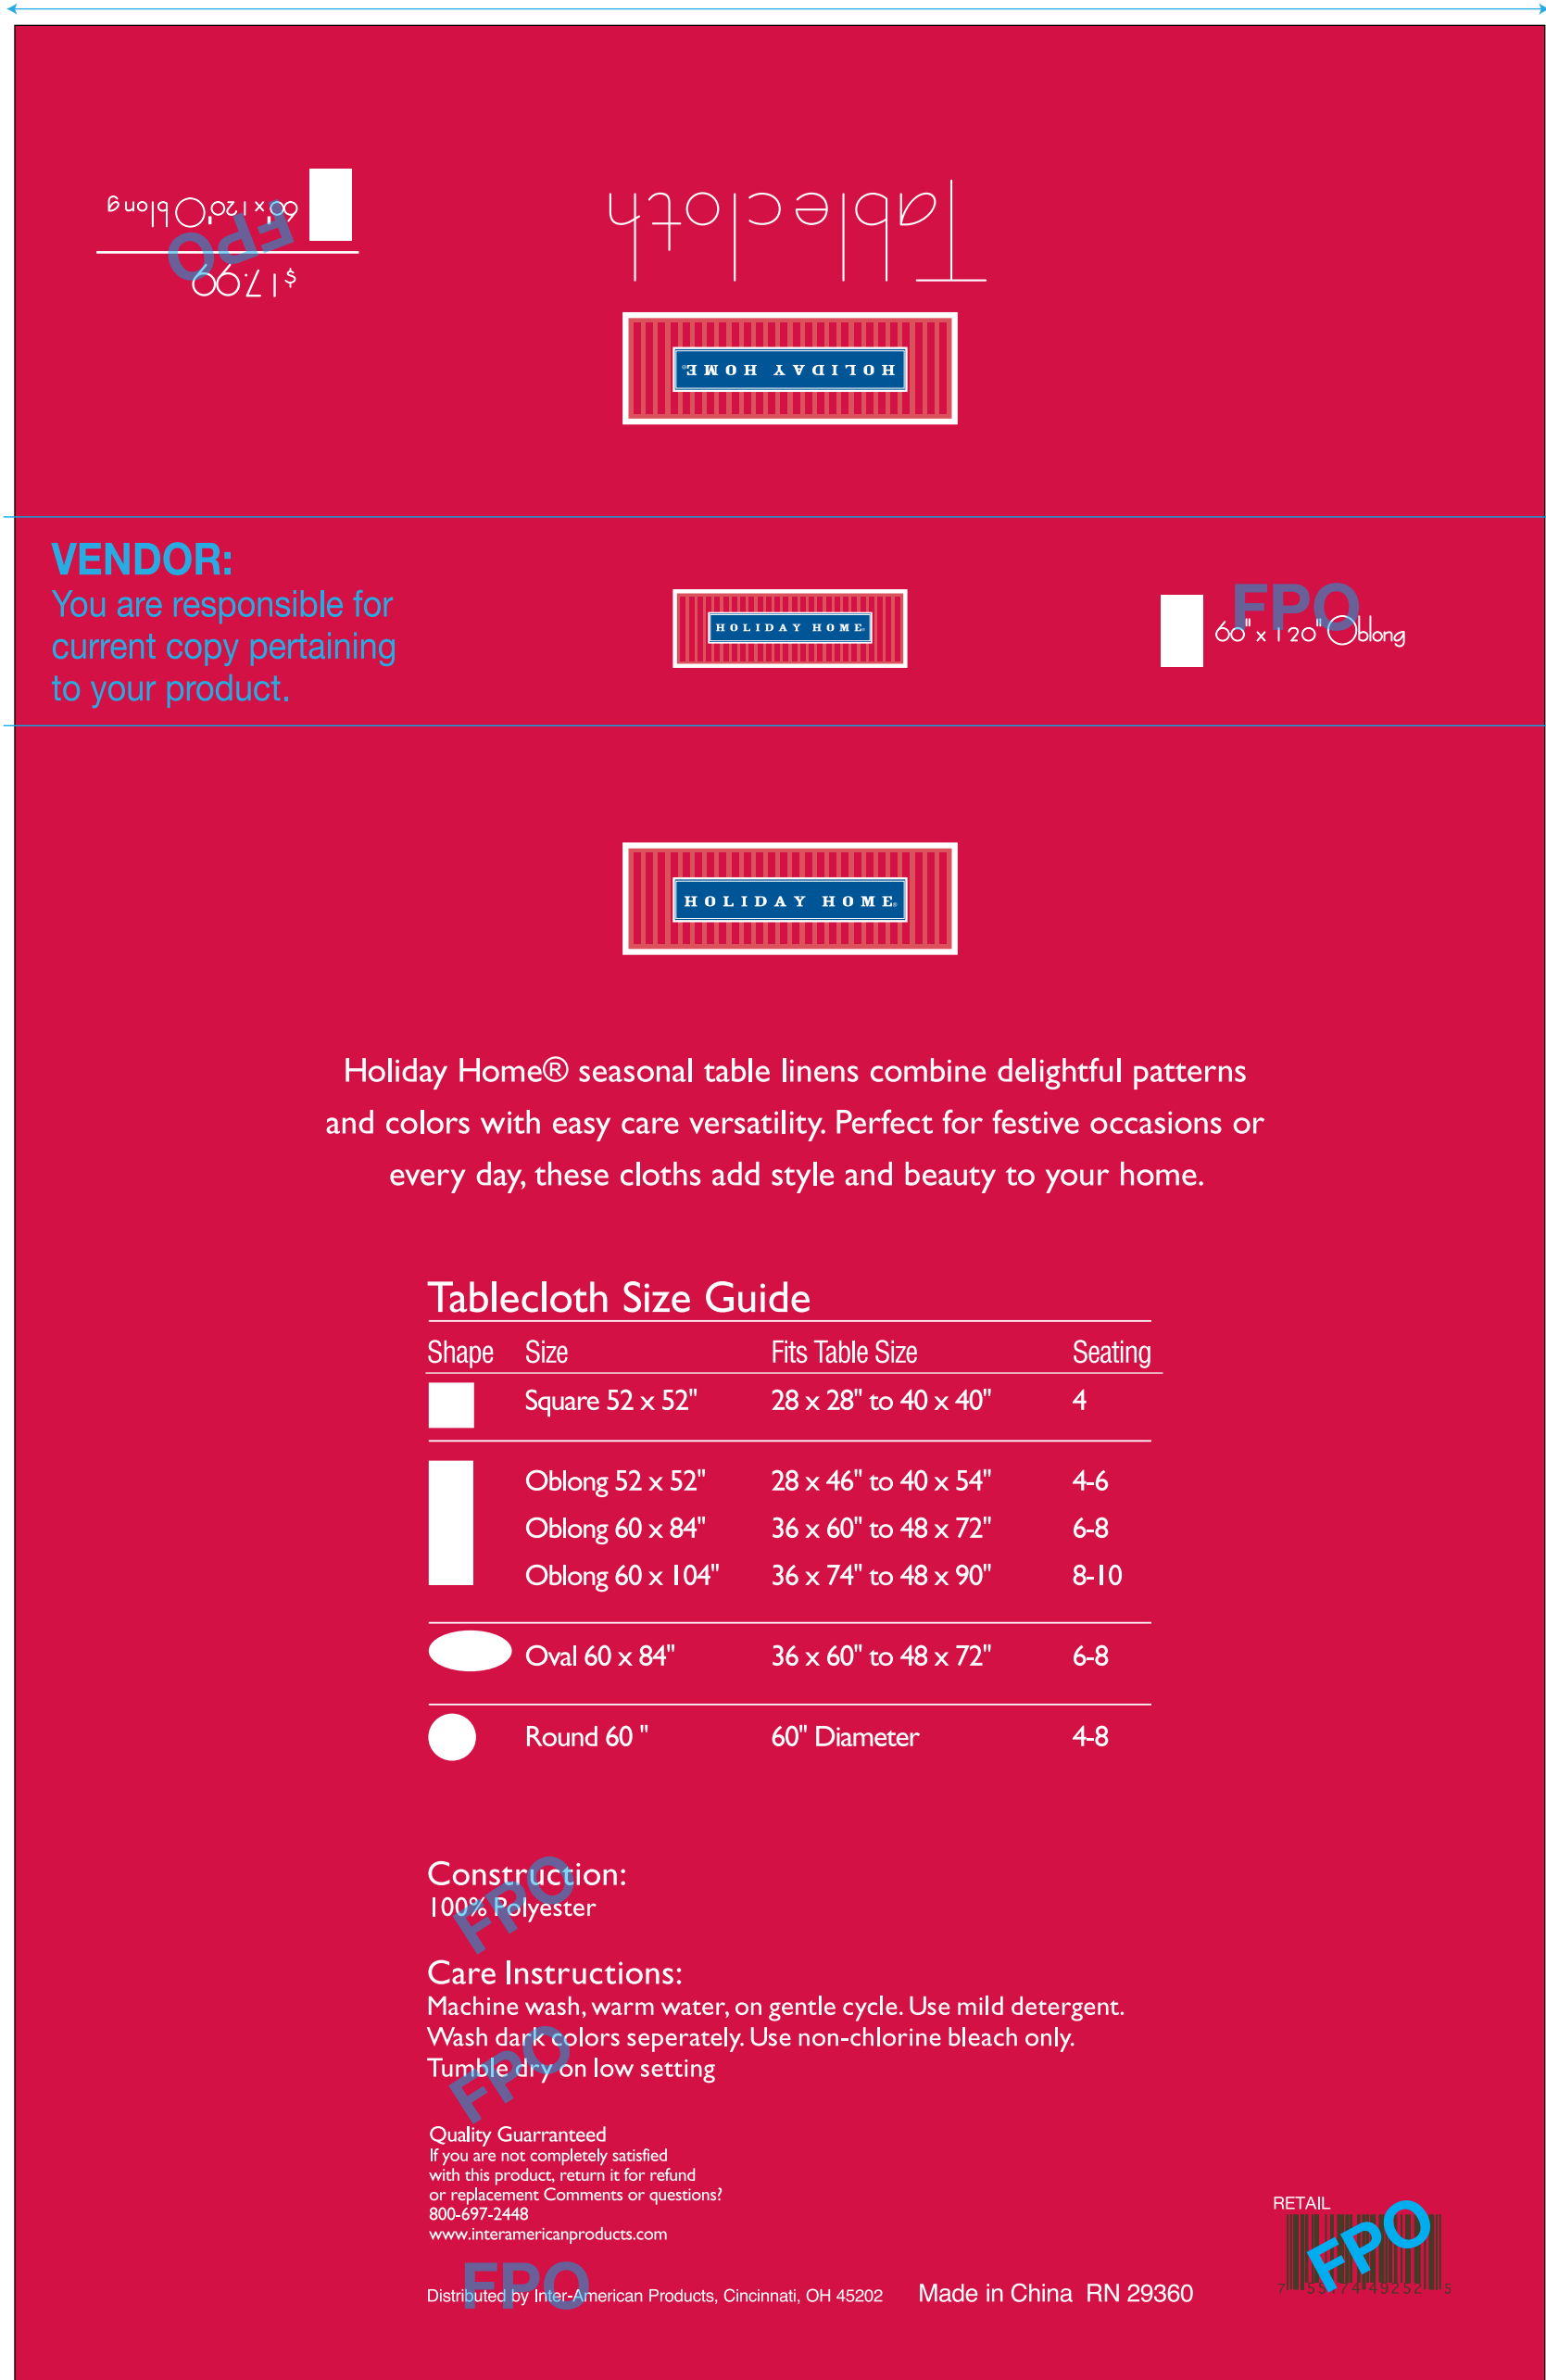 $17.99
60" x 120" Oblong
FPO
Tablecloth
HOLIDAY HOME®
VENDOR:
You are responsible for
current copy pertaining
to your product.
HOLIDAY HOME®
FPO
60" x 120" Oblong
HOLIDAY HOME®
Holiday Home® seasonal table linens combine delightful patterns
and colors with easy care versatility. Perfect for festive occasions or
every day, these cloths add style and beauty to your home.
Tablecloth Size Guide
Shape Size Fits Table Size Seating
Square 52 x 52" 28 x 28" to 40 x 40" 4
Oblong 52 x 52" 28 x 46" to 40 x 54" 4-6
Oblong 60 x 84" 36 x 60" to 48 x 72" 6-8
Oblong 60 x 104" 36 x 74" to 48 x 90" 8-10
Oval 60 x 84" 36 x 60" to 48 x 72" 6-8
Round 60 " 60" Diameter 4-8
Construction:
100% Polyester
FPO
Care Instructions:
Machine wash, warm water, on gentle cycle. Use mild detergent.
Wash dark colors seperately. Use non-chlorine bleach only.
Tumble dry on low setting
FPO
Quality Guarranteed
If you are not completely satisfied
with this product, return it for refund
or replacement Comments or questions?
800-697-2448
www.interamericanproducts.com
FPO
Distributed by Inter-American Products, Cincinnati, OH 45202 Made in China RN 29360
RETAIL
FPO